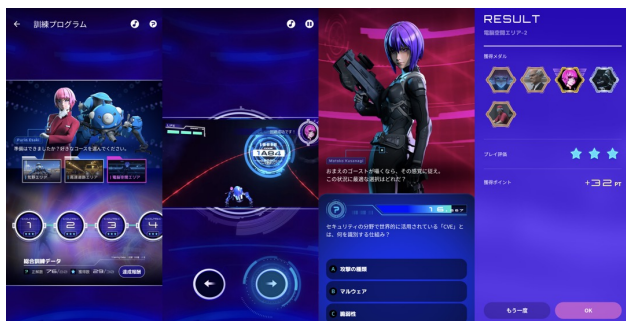 訓練プログラム
準備はできましたか？好きなコースを選んでください。
1
2
3
4
総合訓練データ
達成報酬
1A84
Motoko Kusanagi
おまえのゴーストが囁くなら、その感覚に従え。
この状況に最適な選択はどれだ？
セキュリティの分野で世界的に活用されている「CVE」と
は、何を識別する仕組み？
A 攻撃の種類
B マルウェア
C 脆弱性
RESULT
電脳空間エリア-2
獲得メダル
プレイ評価
獲得ポイント
+32 PT
もう一度
OK